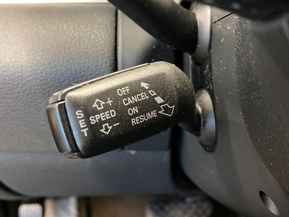 SET
+
SPEED
−
OFF
CANCEL
ON
RESUME